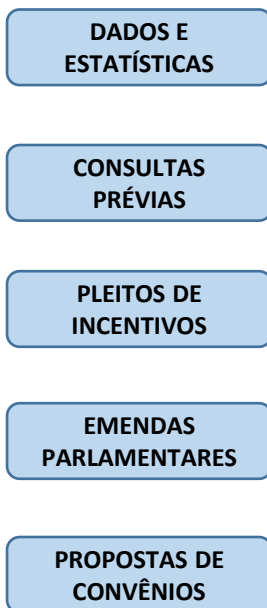 DADOS E
ESTATÍSTICAS
CONSULTAS
PRÉVIAS
PLEITOS DE
INCENTIVOS
EMENDAS
PARLAMENTARES
PROPOSTAS DE
CONVÊNIOS